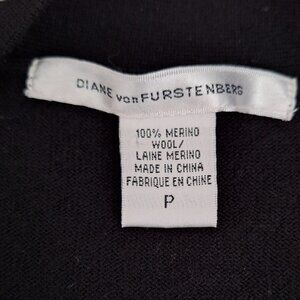 DIANE von FURSTENBERG
100% MERINO
WOOL/
LAINE MERINO
MADE IN CHINA
FABRIQUE EN CHINE
P